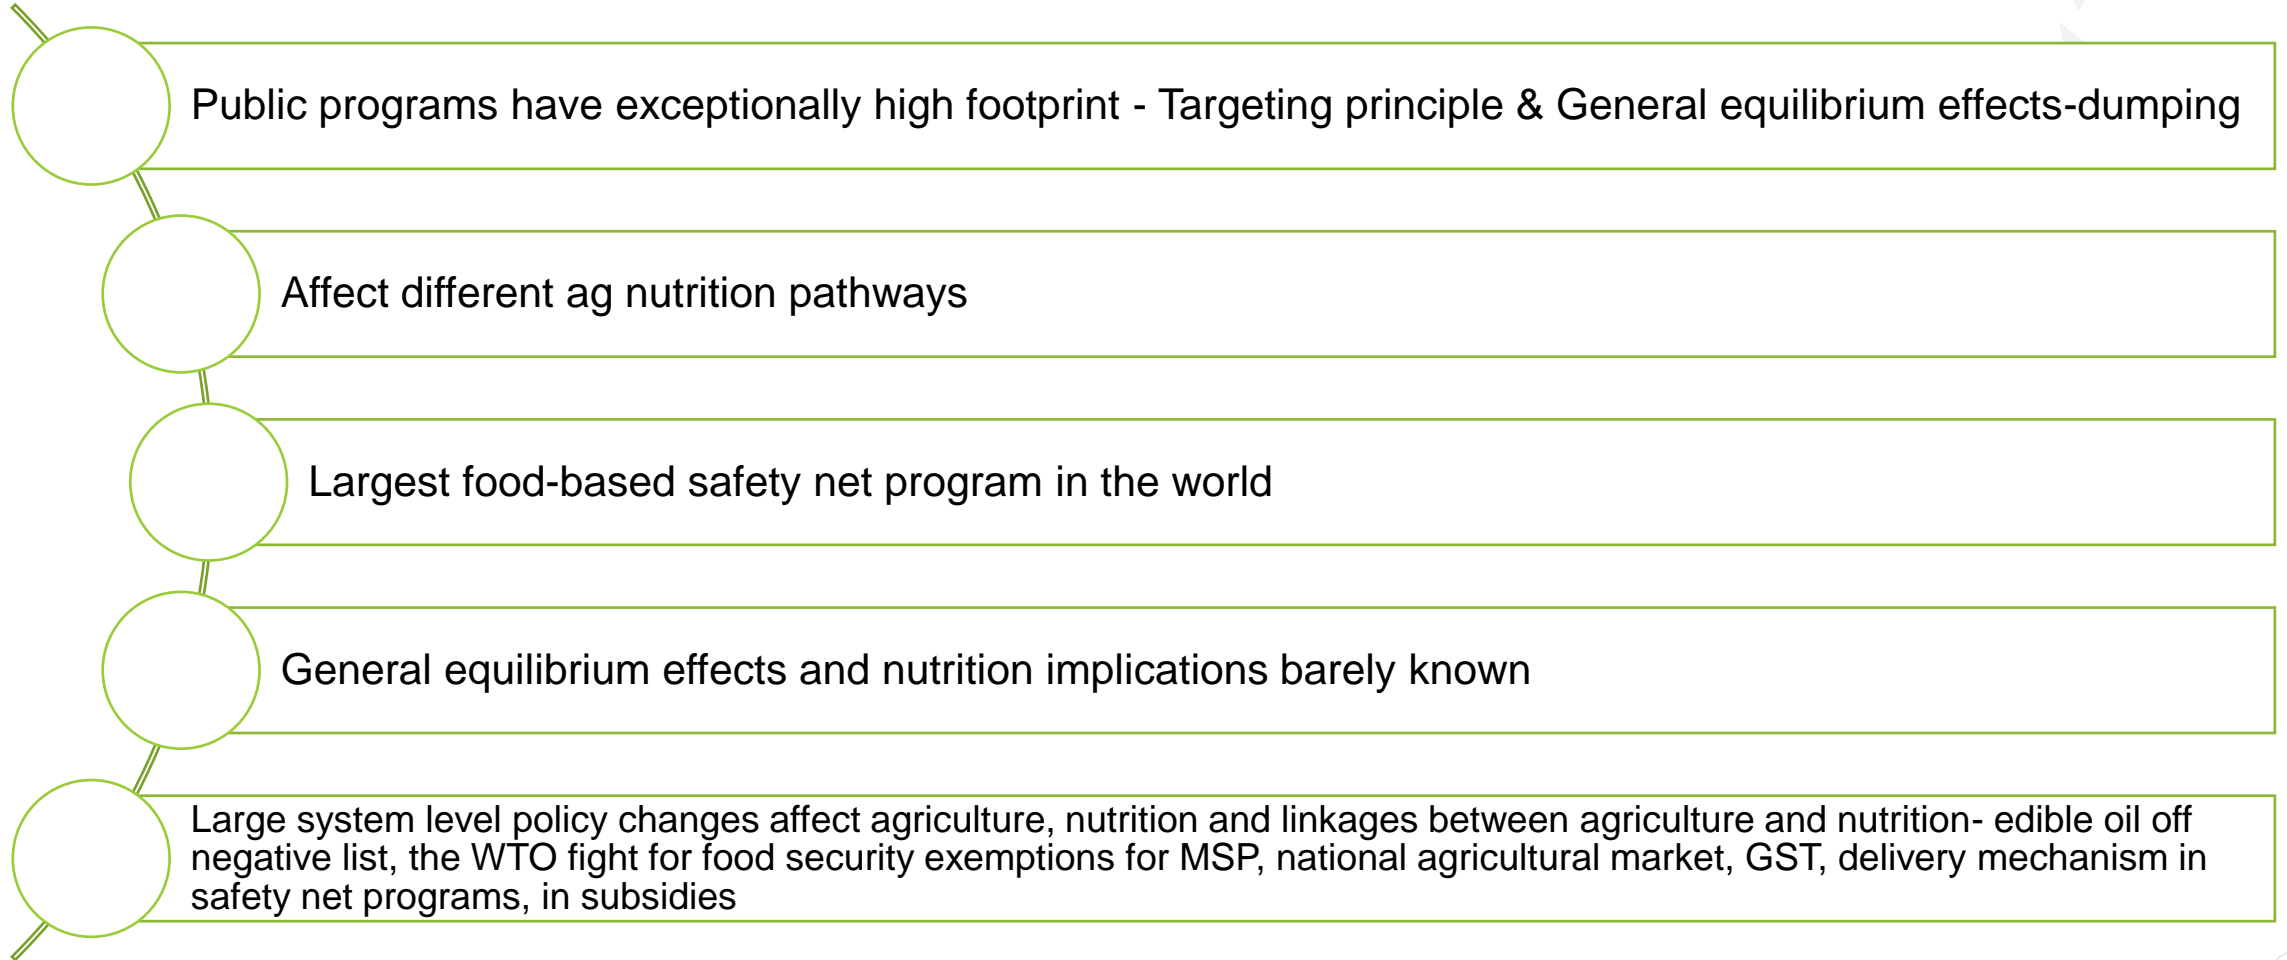 Public programs have exceptionally high footprint - Targeting principle & General equilibrium effects-dumping
Affect different ag nutrition pathways
Largest food-based safety net program in the world
General equilibrium effects and nutrition implications barely known
Large system level policy changes affect agriculture, nutrition and linkages between agriculture and nutrition- edible oil off
negative list, the WTO fight for food security exemptions for MSP, national agricultural market, GST, delivery mechanism in
safety net programs, in subsidies